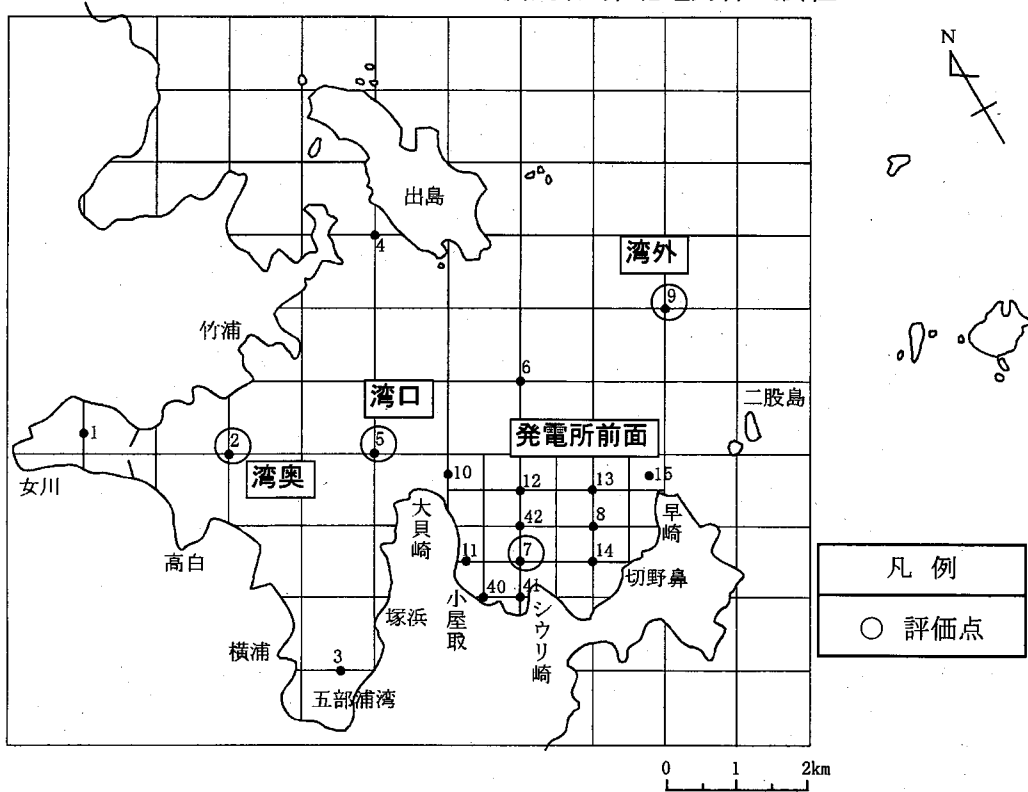 N
出島
4
湾外
9
竹浦
6
湾口
二股島
発電所前面
1
2
5
10
12
13
15
女川
湾奥
大貝崎
早崎
42
8
高白
11
7
14
切野鼻
凡例
40
41
小屋取
シウリ崎
塚浜
○ 評価点
横浦
3
五部浦湾
0 1 2km